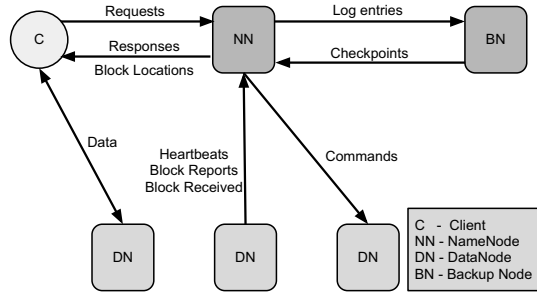 Requests
Log entries
C
NN
BN
Responses
Checkpoints
Block Locations
Data
Heartbeats
Block Reports
Block Received
Commands
DN
DN
DN
C - Client
NN - NameNode
DN - DataNode
BN - Backup Node